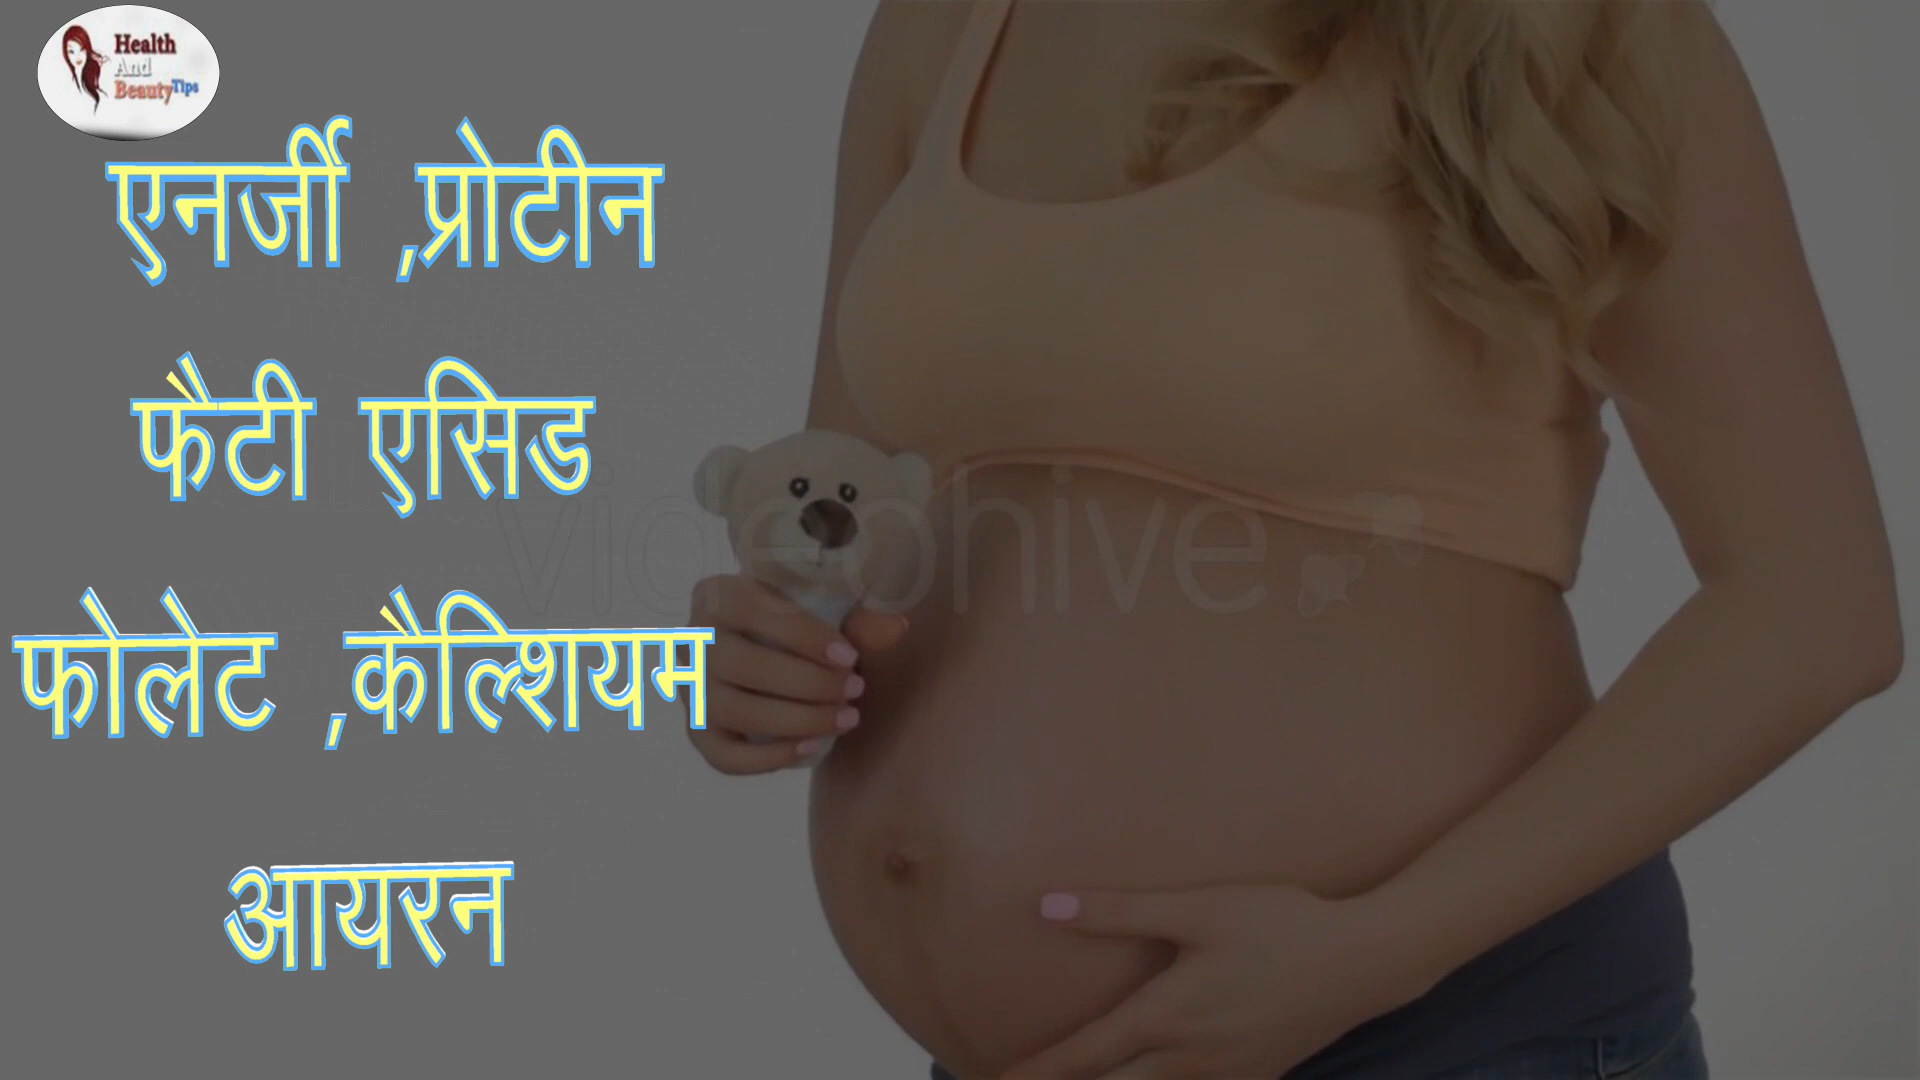 Health
And
Beauty Tips
एनर्जी ,प्रोटीन
फैटी एसिड
फोलेट ,कैल्शियम
आयरन
videohive